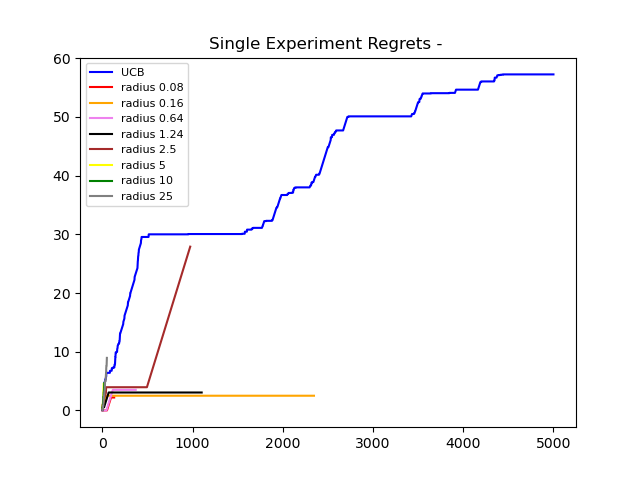 Single Experiment Regrets -
60
50
40
30
20
10
0
UCB
radius 0.08
radius 0.16
radius 0.64
radius 1.24
radius 2.5
radius 5
radius 10
radius 25
0 1000 2000 3000 4000 5000